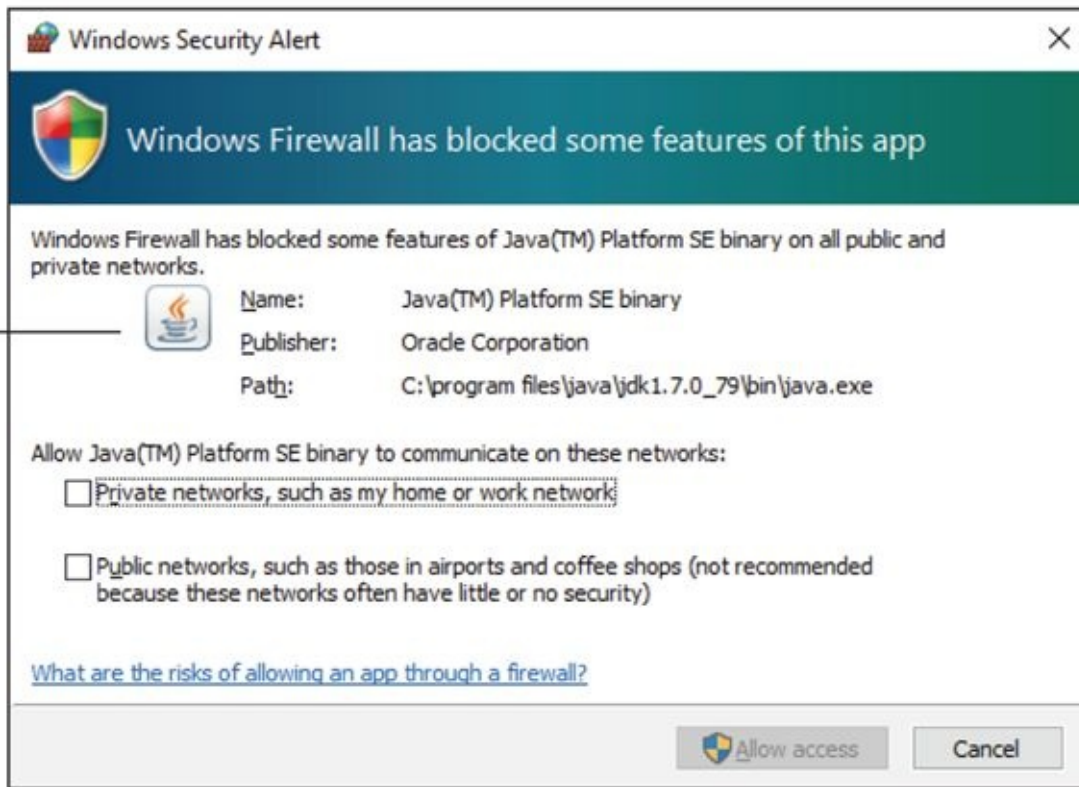 Windows Security Alert
Windows Firewall has blocked some features of this app
Windows Firewall has blocked some features of Java(TM) Platform SE binary on all public and
private networks.
Name: Java(TM) Platform SE binary
Publisher: Oracle Corporation
Path: C:\program files\java\jdk1.7.0_79\bin\java.exe
Allow Java(TM) Platform SE binary to communicate on these networks:
Private networks, such as my home or work network
Public networks, such as those in airports and coffee shops (not recommended
because these networks often have little or no security)
What are the risks of allowing an app through a firewall?
Allow access Cancel